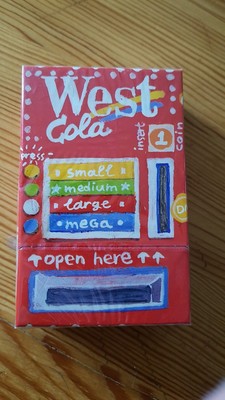 West
Cola
insert
1
coin
press
small
medium
large
mega
open here